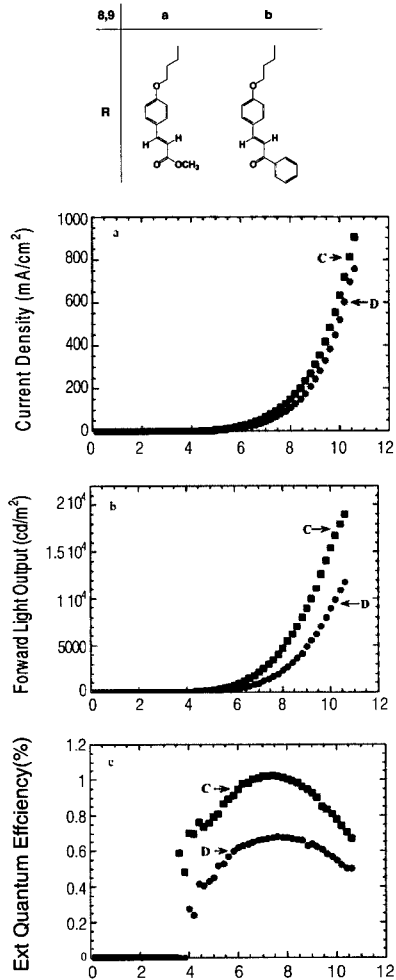 8,9 a b
R
O O
H H
H H
O OCH₃
O
a
Current Density (mA/cm²)
1000
800
600
400
200
0
C
D
0 2 4 6 8 10 12
b
Forward Light Output (cd/m²)
2 10⁴
1.5 10⁴
1 10⁴
5000
0
C
D
0 2 4 6 8 10 12
c
Ext Quantum Effciency(%)
1.2
1
0.8
0.6
0.4
0.2
0
C
D
0 2 4 6 8 10 12